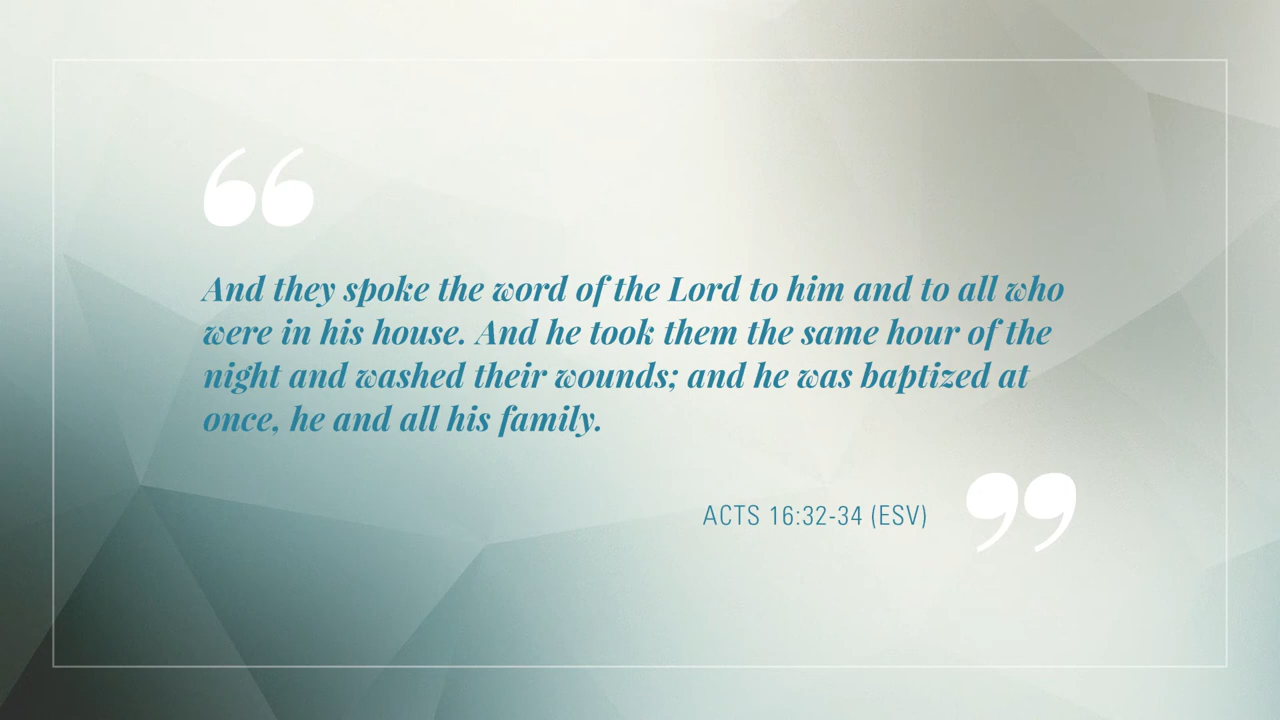 “
And they spoke the word of the Lord to him and to all who
were in his house. And he took them the same hour of the
night and washed their wounds; and he was baptized at
once, he and all his family.
ACTS 16:32-34 (ESV)
”